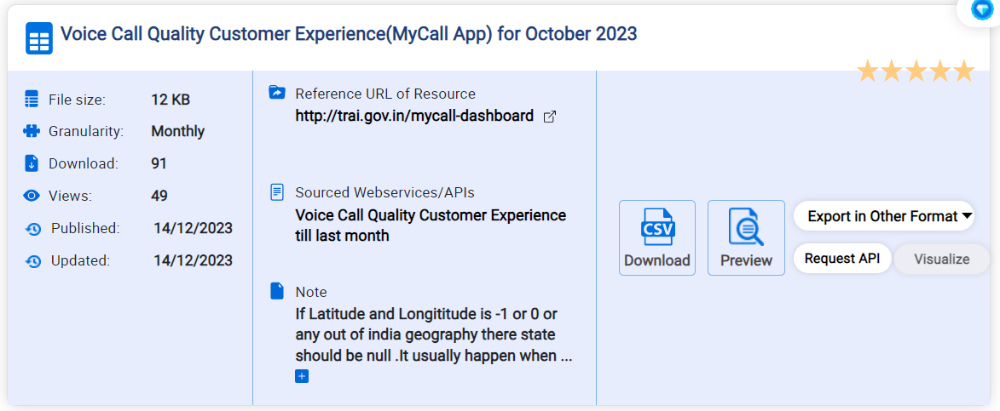 Voice Call Quality Customer Experience(MyCall App) for October 2023
File size: 12 KB
Granularity: Monthly
Download: 91
Views: 49
Published: 14/12/2023
Updated: 14/12/2023
Reference URL of Resource
http://trai.gov.in/mycall-dashboard
Sourced Webservices/APIs
Voice Call Quality Customer Experience
till last month
Note
If Latitude and Longititude is -1 or 0 or
any out of india geography there state
should be null .It usually happen when ...
CSV
Download
Preview
Export in Other Format
Request API
Visualize